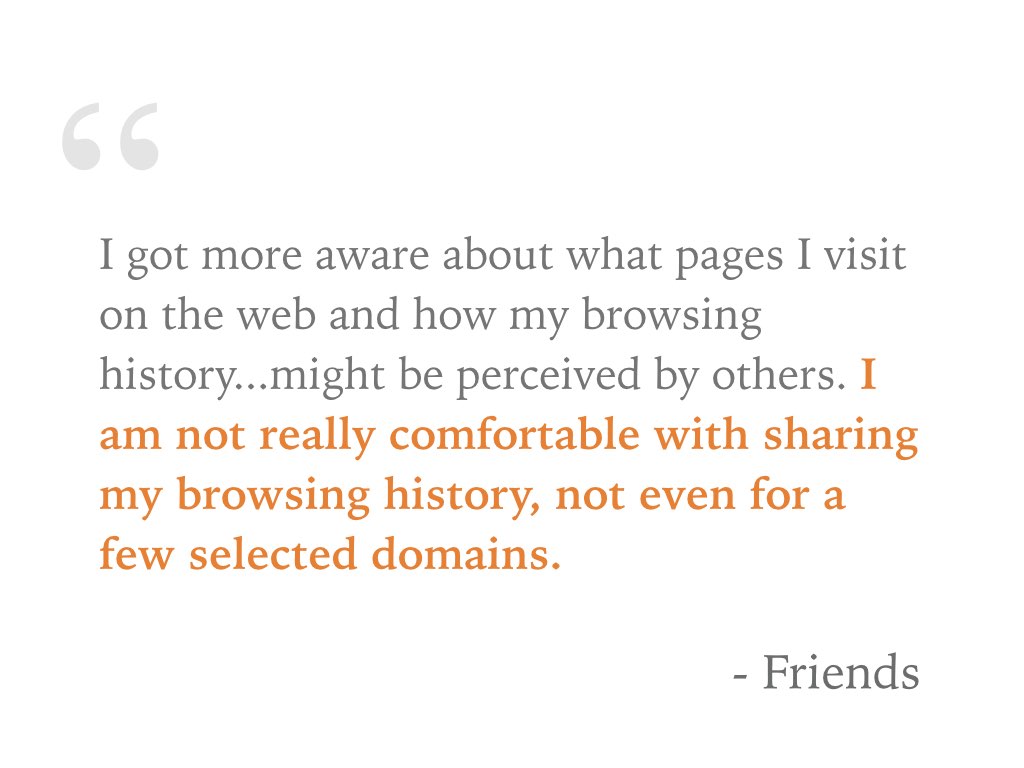 “
I got more aware about what pages I visit
on the web and how my browsing
history...might be perceived by others. I
am not really comfortable with sharing
my browsing history, not even for a
few selected domains.
- Friends